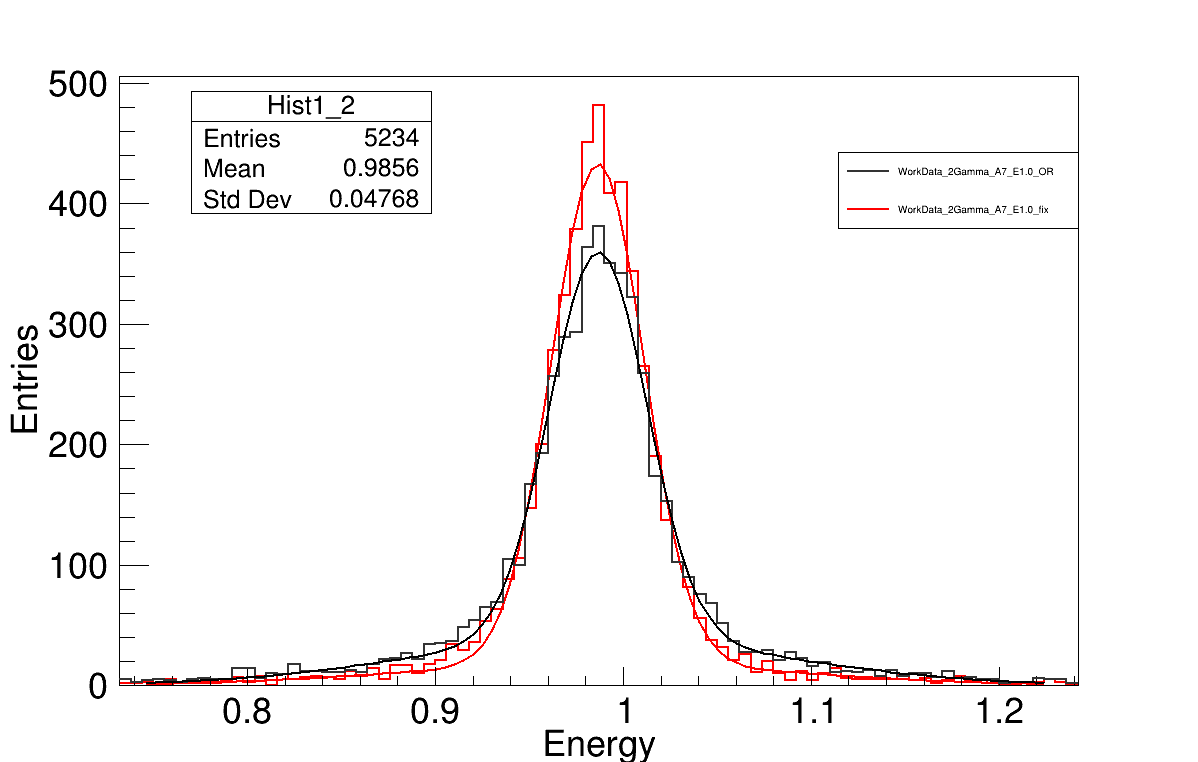 Hist1_2
Entries 5234
Mean 0.9856
Std Dev 0.04768
WorkData_2Gamma_A7_E1.0_OR
WorkData_2Gamma_A7_E1.0_fix
500
400
300
200
100
0
Entries
0.8 0.9 1 1.1 1.2
Energy